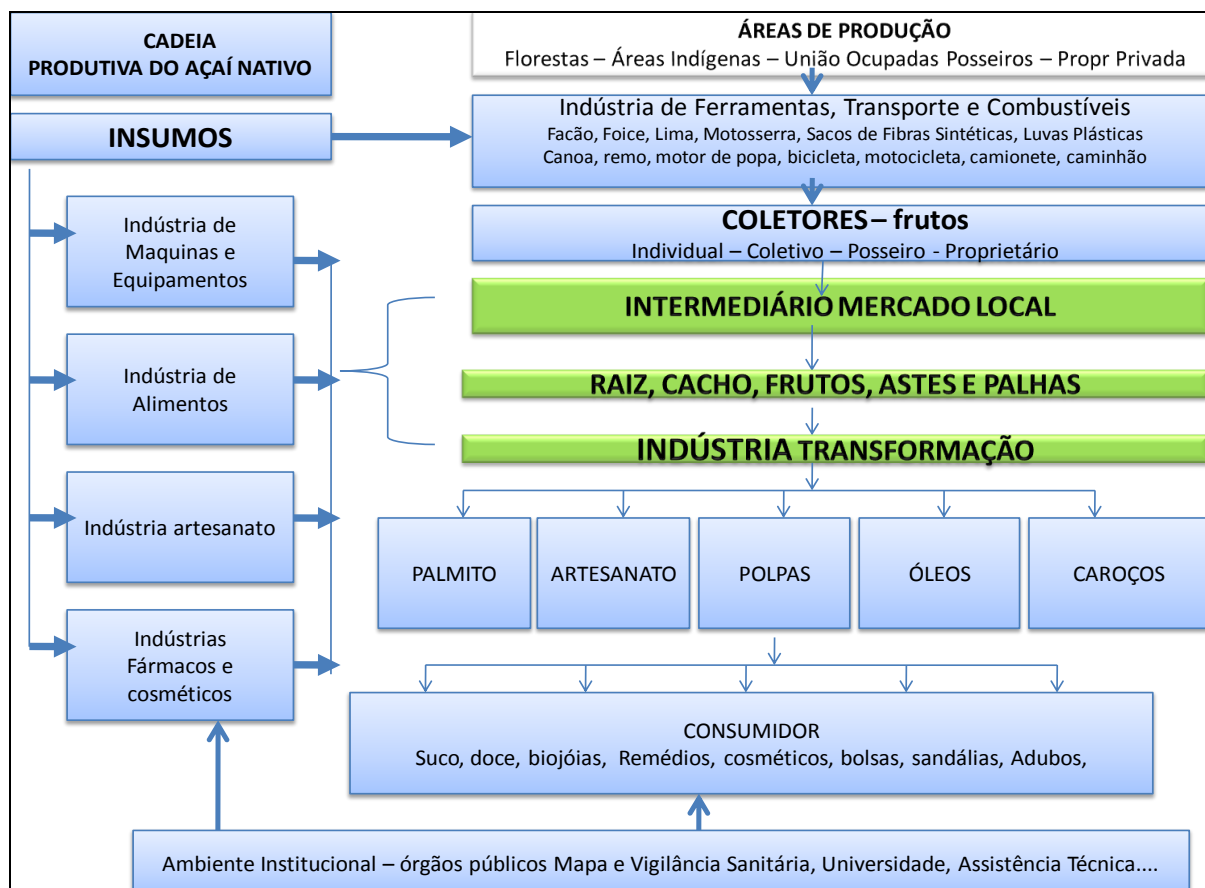 CADEIA
PRODUTIVA DO AÇAÍ NATIVO
ÁREAS DE PRODUÇÃO
Florestas – Áreas Indígenas – União Ocupadas Posseiros – Propr Privada
INSUMOS
Indústria de Ferramentas, Transporte e Combustíveis
Facão, Foice, Lima, Motosserra, Sacos de Fibras Sintéticas, Luvas Plásticas
Canoa, remo, motor de popa, bicicleta, motocicleta, camionete, caminhão
COLETORES – frutos
Individual – Coletivo – Posseiro - Proprietário
Indústria de
Maquinas e
Equipamentos
INTERMEDIÁRIO MERCADO LOCAL
Indústria de
Alimentos
RAIZ, CACHO, FRUTOS, ASTES E PALHAS
INDÚSTRIA TRANSFORMAÇÃO
Indústria artesanato
PALMITO
ARTESANATO
POLPAS
ÓLEOS
CAROÇOS
Indústrias
Fármacos e
cosméticos
CONSUMIDOR
Suco, doce, biojóias, Remédios, cosméticos, bolsas, sandálias, Adubos,
Ambiente Institucional – órgãos públicos Mapa e Vigilância Sanitária, Universidade, Assistência Técnica....